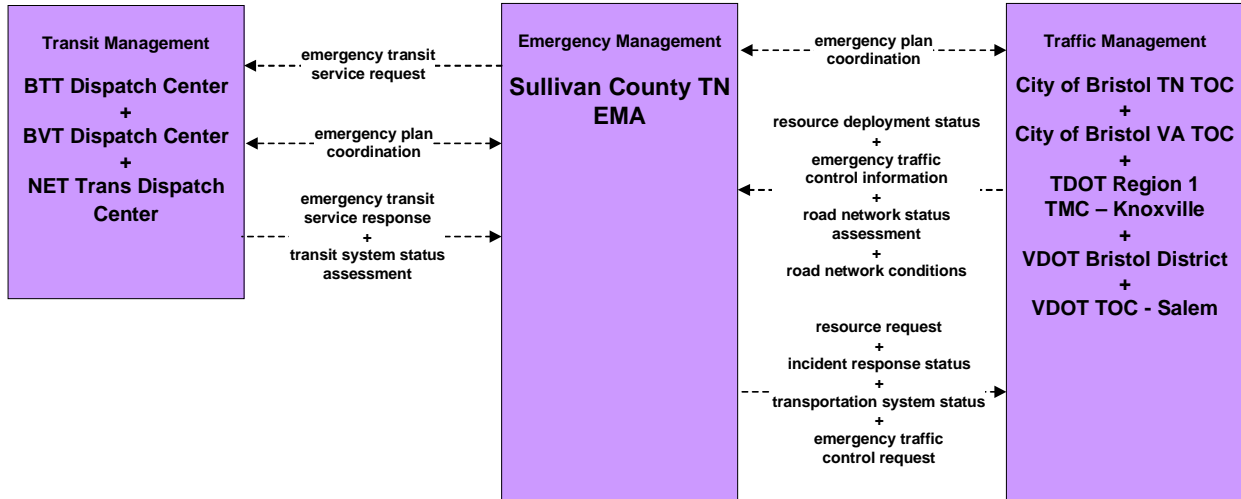 Transit Management
BTT Dispatch Center
+
BVT Dispatch Center
+
NET Trans Dispatch
Center
emergency transit
service request
emergency plan
coordination
emergency transit
service response
+
transit system status
assessment
Emergency Management
Sullivan County TN
EMA
emergency plan
coordination
resource deployment status
+
emergency traffic
control information
+
road network status
assessment
+
road network conditions
resource request
+
incident response status
+
transportation system status
+
emergency traffic
control request
Traffic Management
City of Bristol TN TOC
+
City of Bristol VA TOC
+
TDOT Region 1
TMC – Knoxville
+
VDOT Bristol District
+
VDOT TOC - Salem